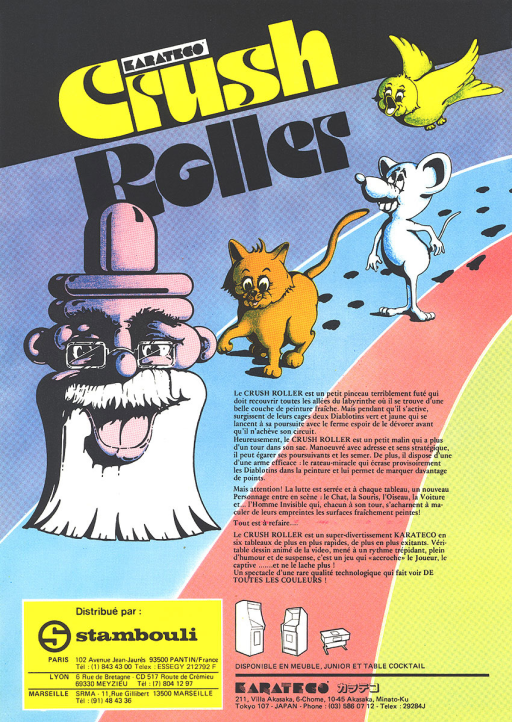 KARATECO
Crush
Roller
Le CRUSH ROLLER est un petit pinceau terriblement futé qui
doit recouvrir toutes les allées du labyrinthe où il se trouve d'une
belle couche de peinture fraîche. Mais pendant qu'il s'active,
surgissent de leurs cages deux Diablotins vert et jaune qui se
lancent à sa poursuite avec le ferme espoir de le dévorer avant
qu'il n'achève son circuit.
Heureusement, le CRUSH ROLLER est un petit malin qui a plus
d'un tour dans son sac. Manoeuvré avec adresse et sens stratégique,
il peut égarer ses poursuivants et les semer. De plus, il dispose d'une
d'une arme efficace : le rateau-miracle qui écrase provisoirement
les Diablotins dans la peinture et lui permet de marquer davantage
de points.
Mais attention! La lutte est serrée et à chaque tableau, un nouveau
Personnage entre en scène : le Chat, la Souris, l'Oiseau, la Voiture
et... l'Homme Invisible qui, chacun à son tour, s'acharnent à ma-
culer de leurs empreintes les surfaces fraîchement peintes!
Tout est à refaire...
Le CRUSH ROLLER est un super-divertissement KARATECO en
six tableaux de plus en plus rapides, de plus en plus exitants. Véri-
table dessin animé de la video, mené à un rythme trépidant, plein
d'humour et de suspense, c'est un jeu qui «accroche» le Joueur, le
captive .......et ne le lache plus !
Un spectacle d'une rare qualité technologique qui fait voir DE
TOUTES LES COULEURS !
Distribué par :
stambouli
PARIS 102 Avenue Jean-Jaurès 93500 PANTIN/France
Tél : (1) 843 43 00 Telex : ESSEGY 212792 F
LYON 6 Rue de Bretagne - CD 517 Route de Crémieu
69330 MEYZIEU Tél : (7) 804 12 97
MARSEILLE SRMA - 11, Rue Gillibert 13500 MARSEILLE
Tél : (91) 48 43 36
DISPONIBLE EN MEUBLE, JUNIOR ET TABLE COCKTAIL
KARATECO カラテコ
211, Villa Akasaka, 6-Chome, 10-45 Akasaka, Minato-Ku
Tokyo 107 - JAPAN - Phone : (03) 586 07 12 - Telex : 29284J